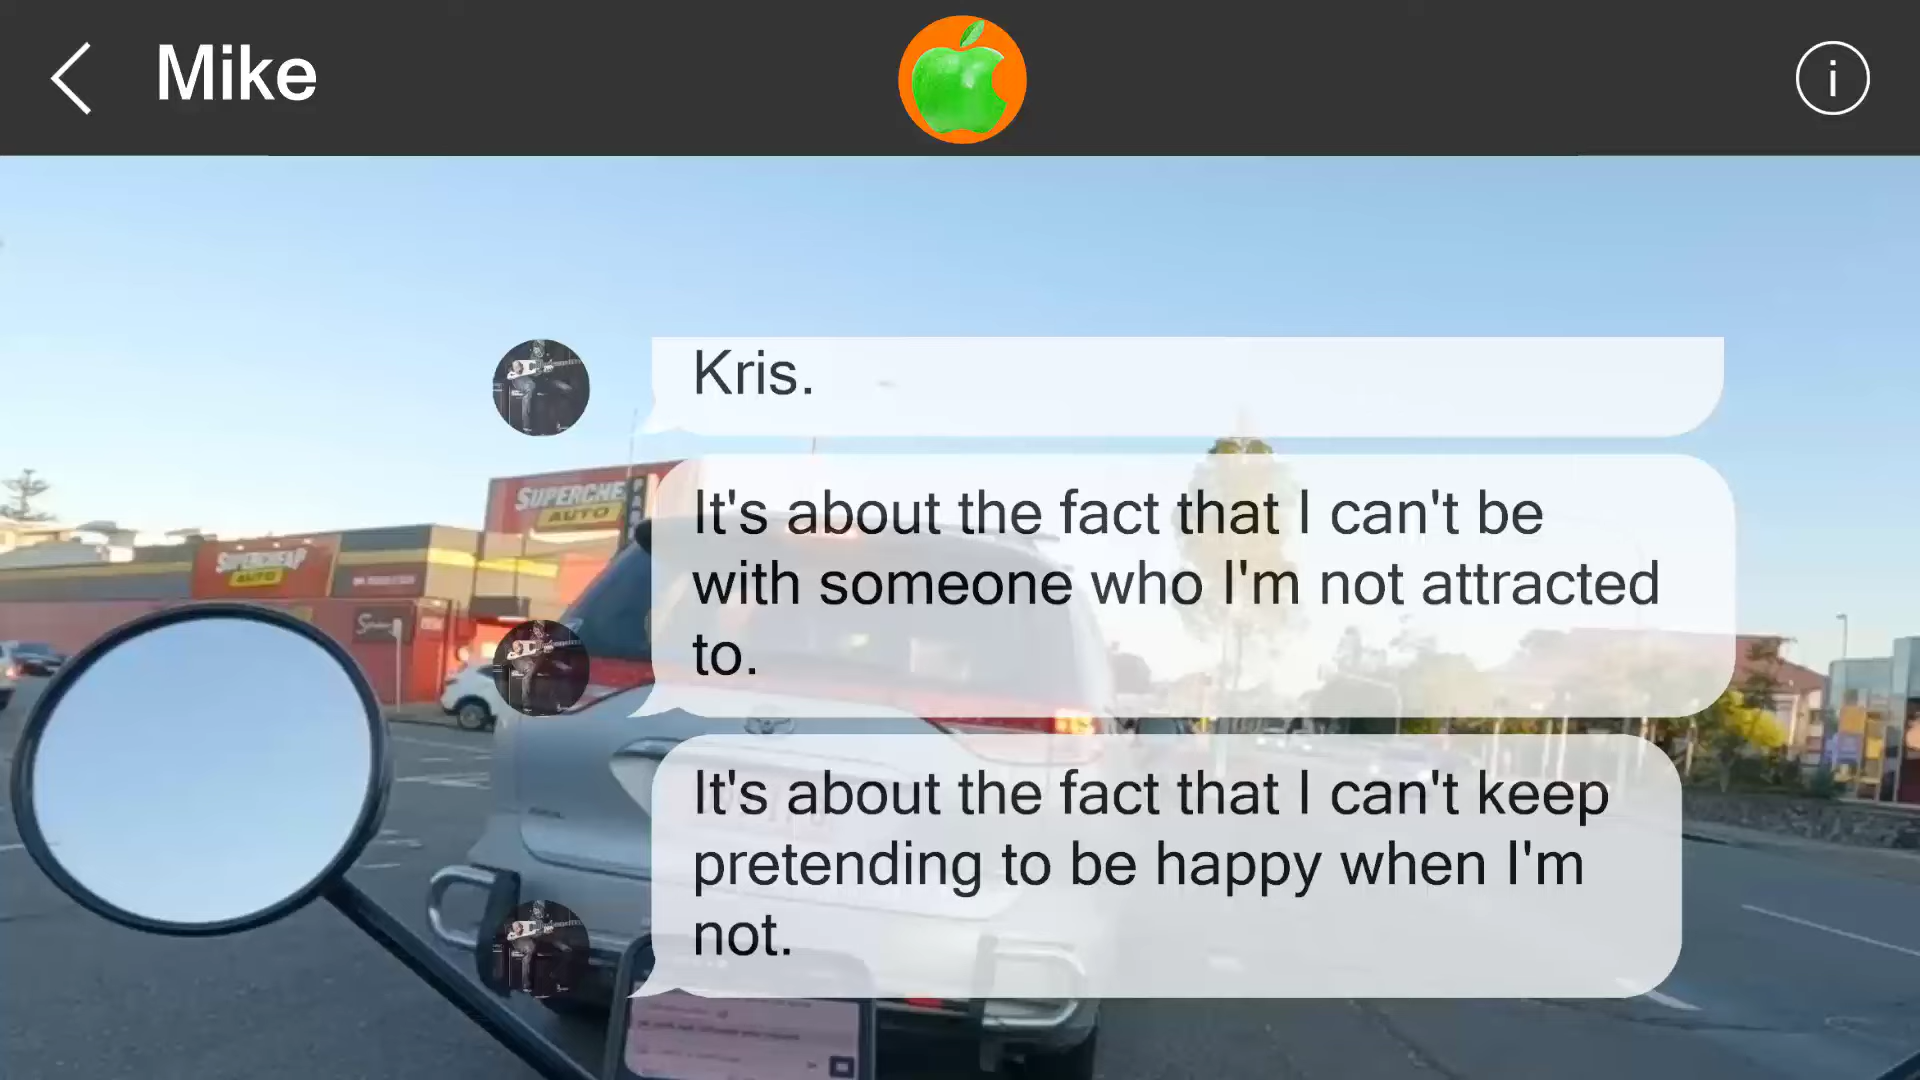 Mike
i
Kris.
It's about the fact that I can't be
with someone who I'm not attracted
to.
It's about the fact that I can't keep
pretending to be happy when I'm
not.
SUPERCHE
AUTO
SUPERCHEAP
AUTO